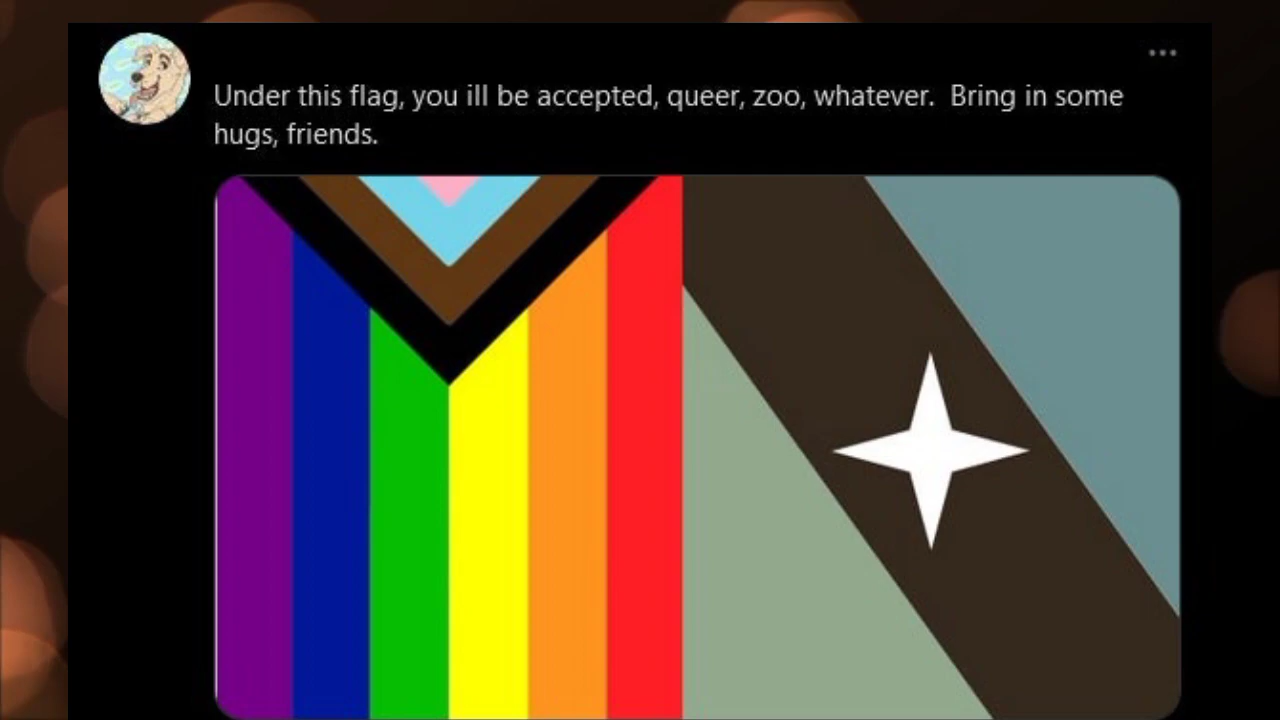 Under this flag, you ill be accepted, queer, zoo, whatever.  Bring in some
hugs, friends.